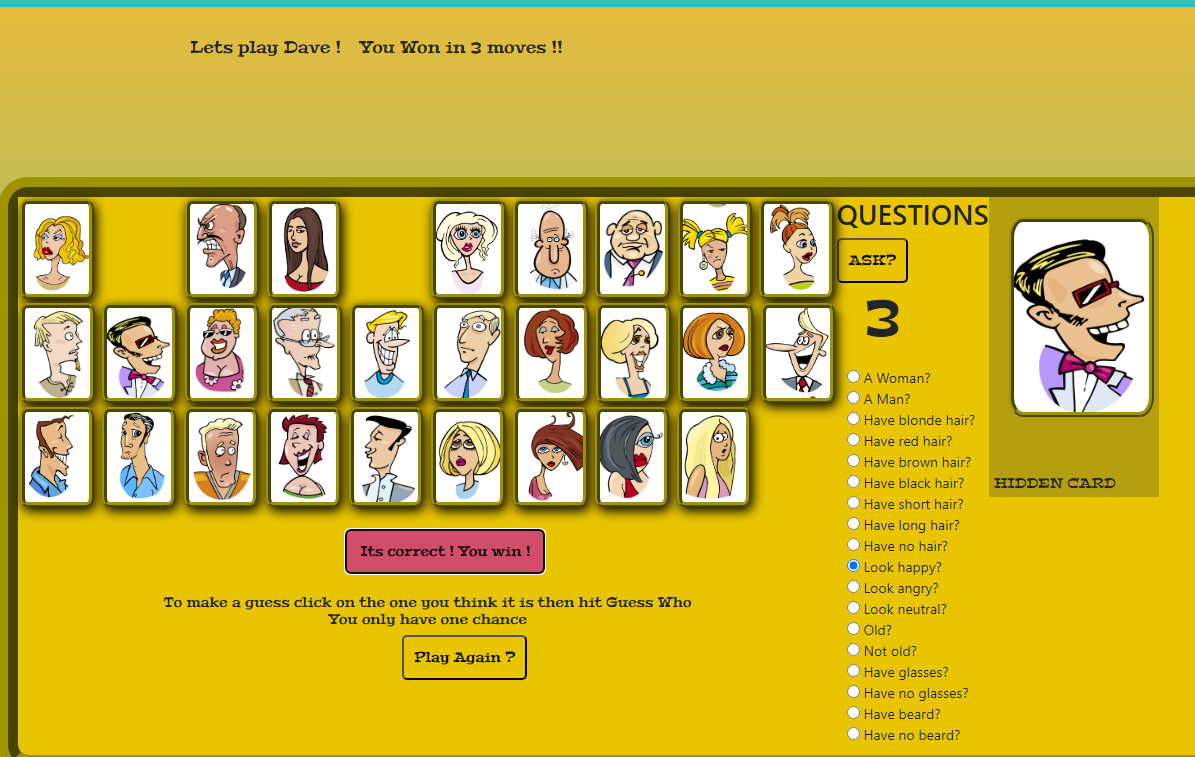 Lets play Dave ! You Won in 3 moves !!
QUESTIONS
ASK?
3
A Woman?
A Man?
Have blonde hair?
Have red hair?
Have brown hair?
Have black hair?
Have short hair?
Have long hair?
Have no hair?
Look happy?
Look angry?
Look neutral?
Old?
Not old?
Have glasses?
Have no glasses?
Have beard?
Have no beard?
HIDDEN CARD
Its correct ! You win !
To make a guess click on the one you think it is then hit Guess Who
You only have one chance
Play Again ?